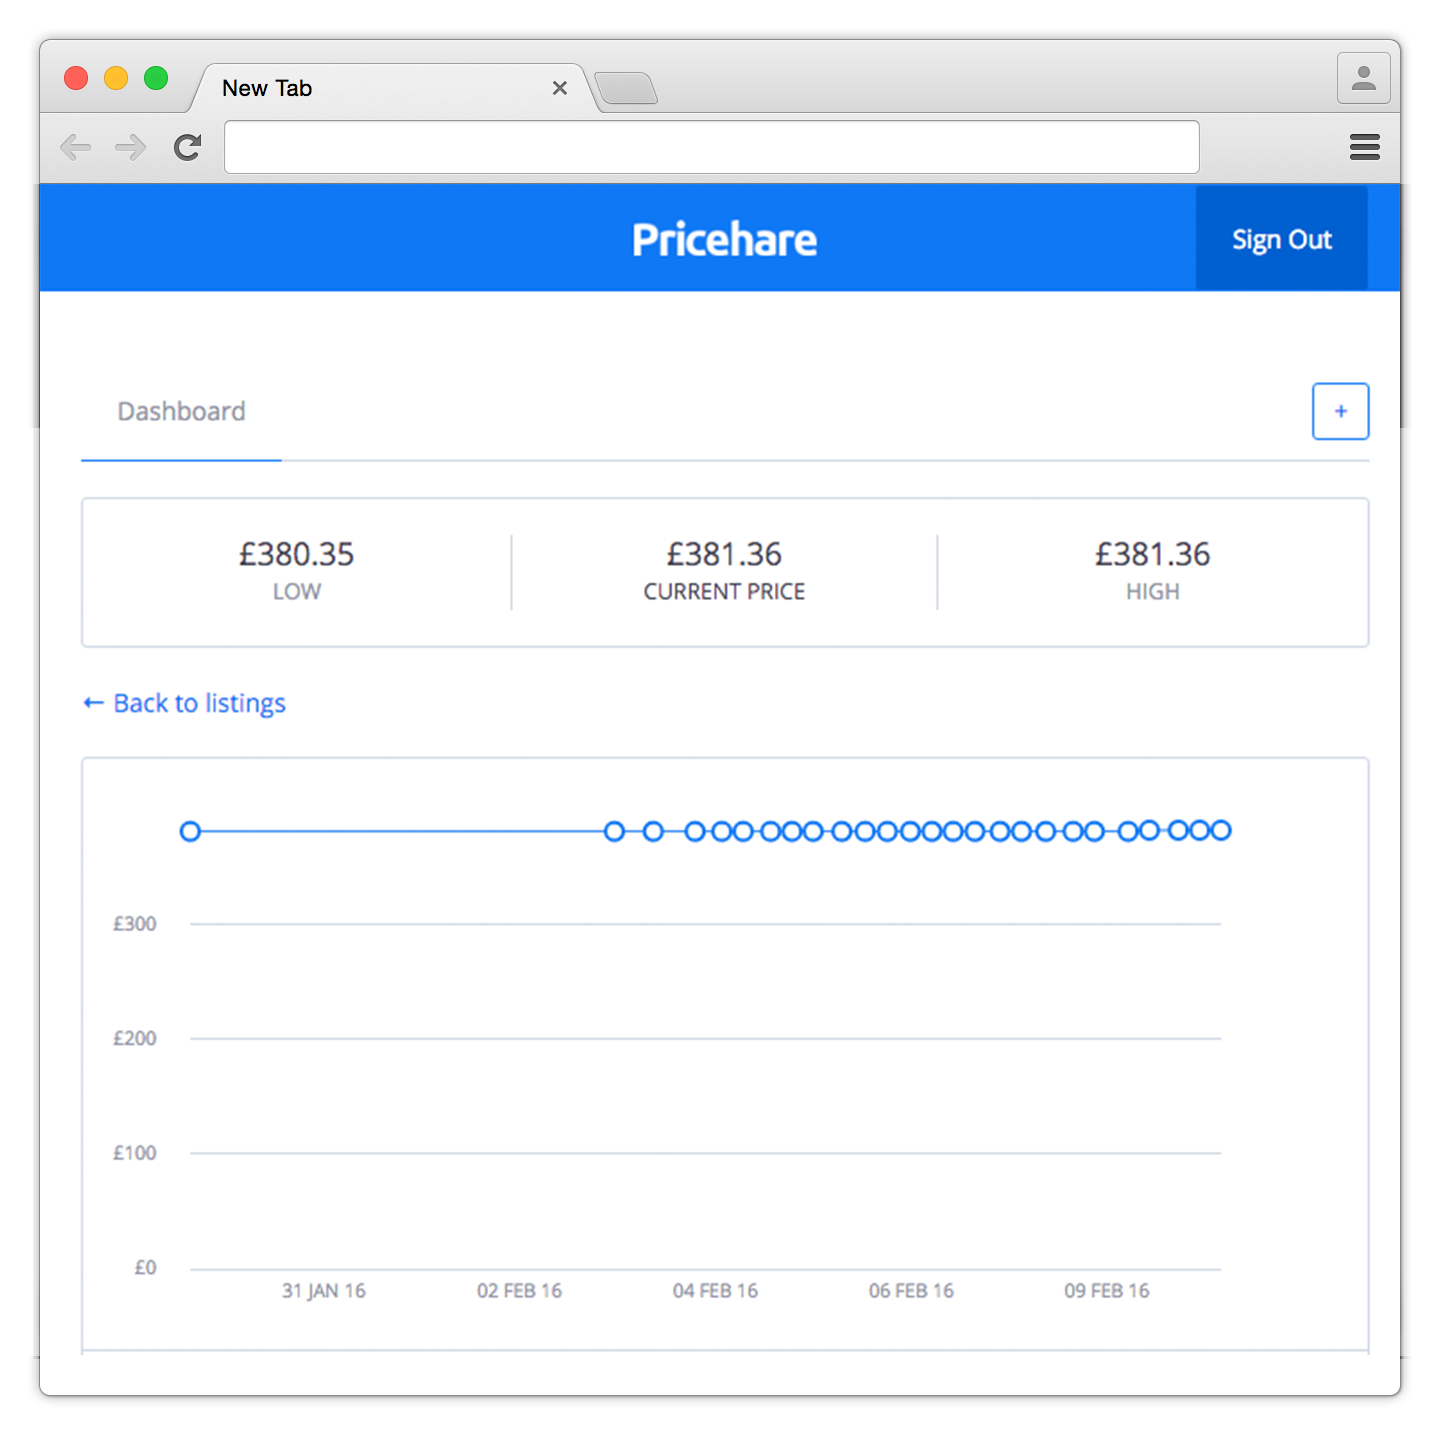 New Tab
Pricehare
Sign Out
Dashboard
+
£380.35
LOW
£381.36
CURRENT PRICE
£381.36
HIGH
← Back to listings
£300
£200
£100
£0
31 JAN 16
02 FEB 16
04 FEB 16
06 FEB 16
09 FEB 16